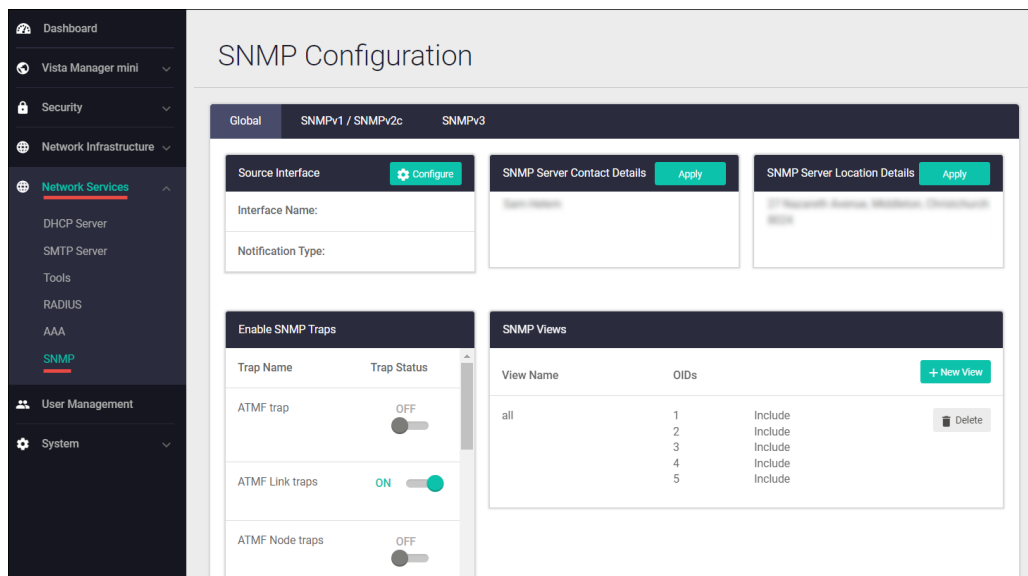 Dashboard
Vista Manager mini
Security
Network Infrastructure
Network Services
DHCP Server
SMTP Server
Tools
RADIUS
AAA
SNMP
User Management
System
SNMP Configuration
Global SNMPv1 / SNMPv2c SNMPv3
Source Interface Configure
Interface Name:
Notification Type:
SNMP Server Contact Details Apply
SNMP Server Location Details Apply
Enable SNMP Traps
Trap Name Trap Status
ATMF trap OFF
ATMF Link traps ON
ATMF Node traps OFF
SNMP Views
View Name OIDs + New View
all 1 Include Delete
2 Include
3 Include
4 Include
5 Include